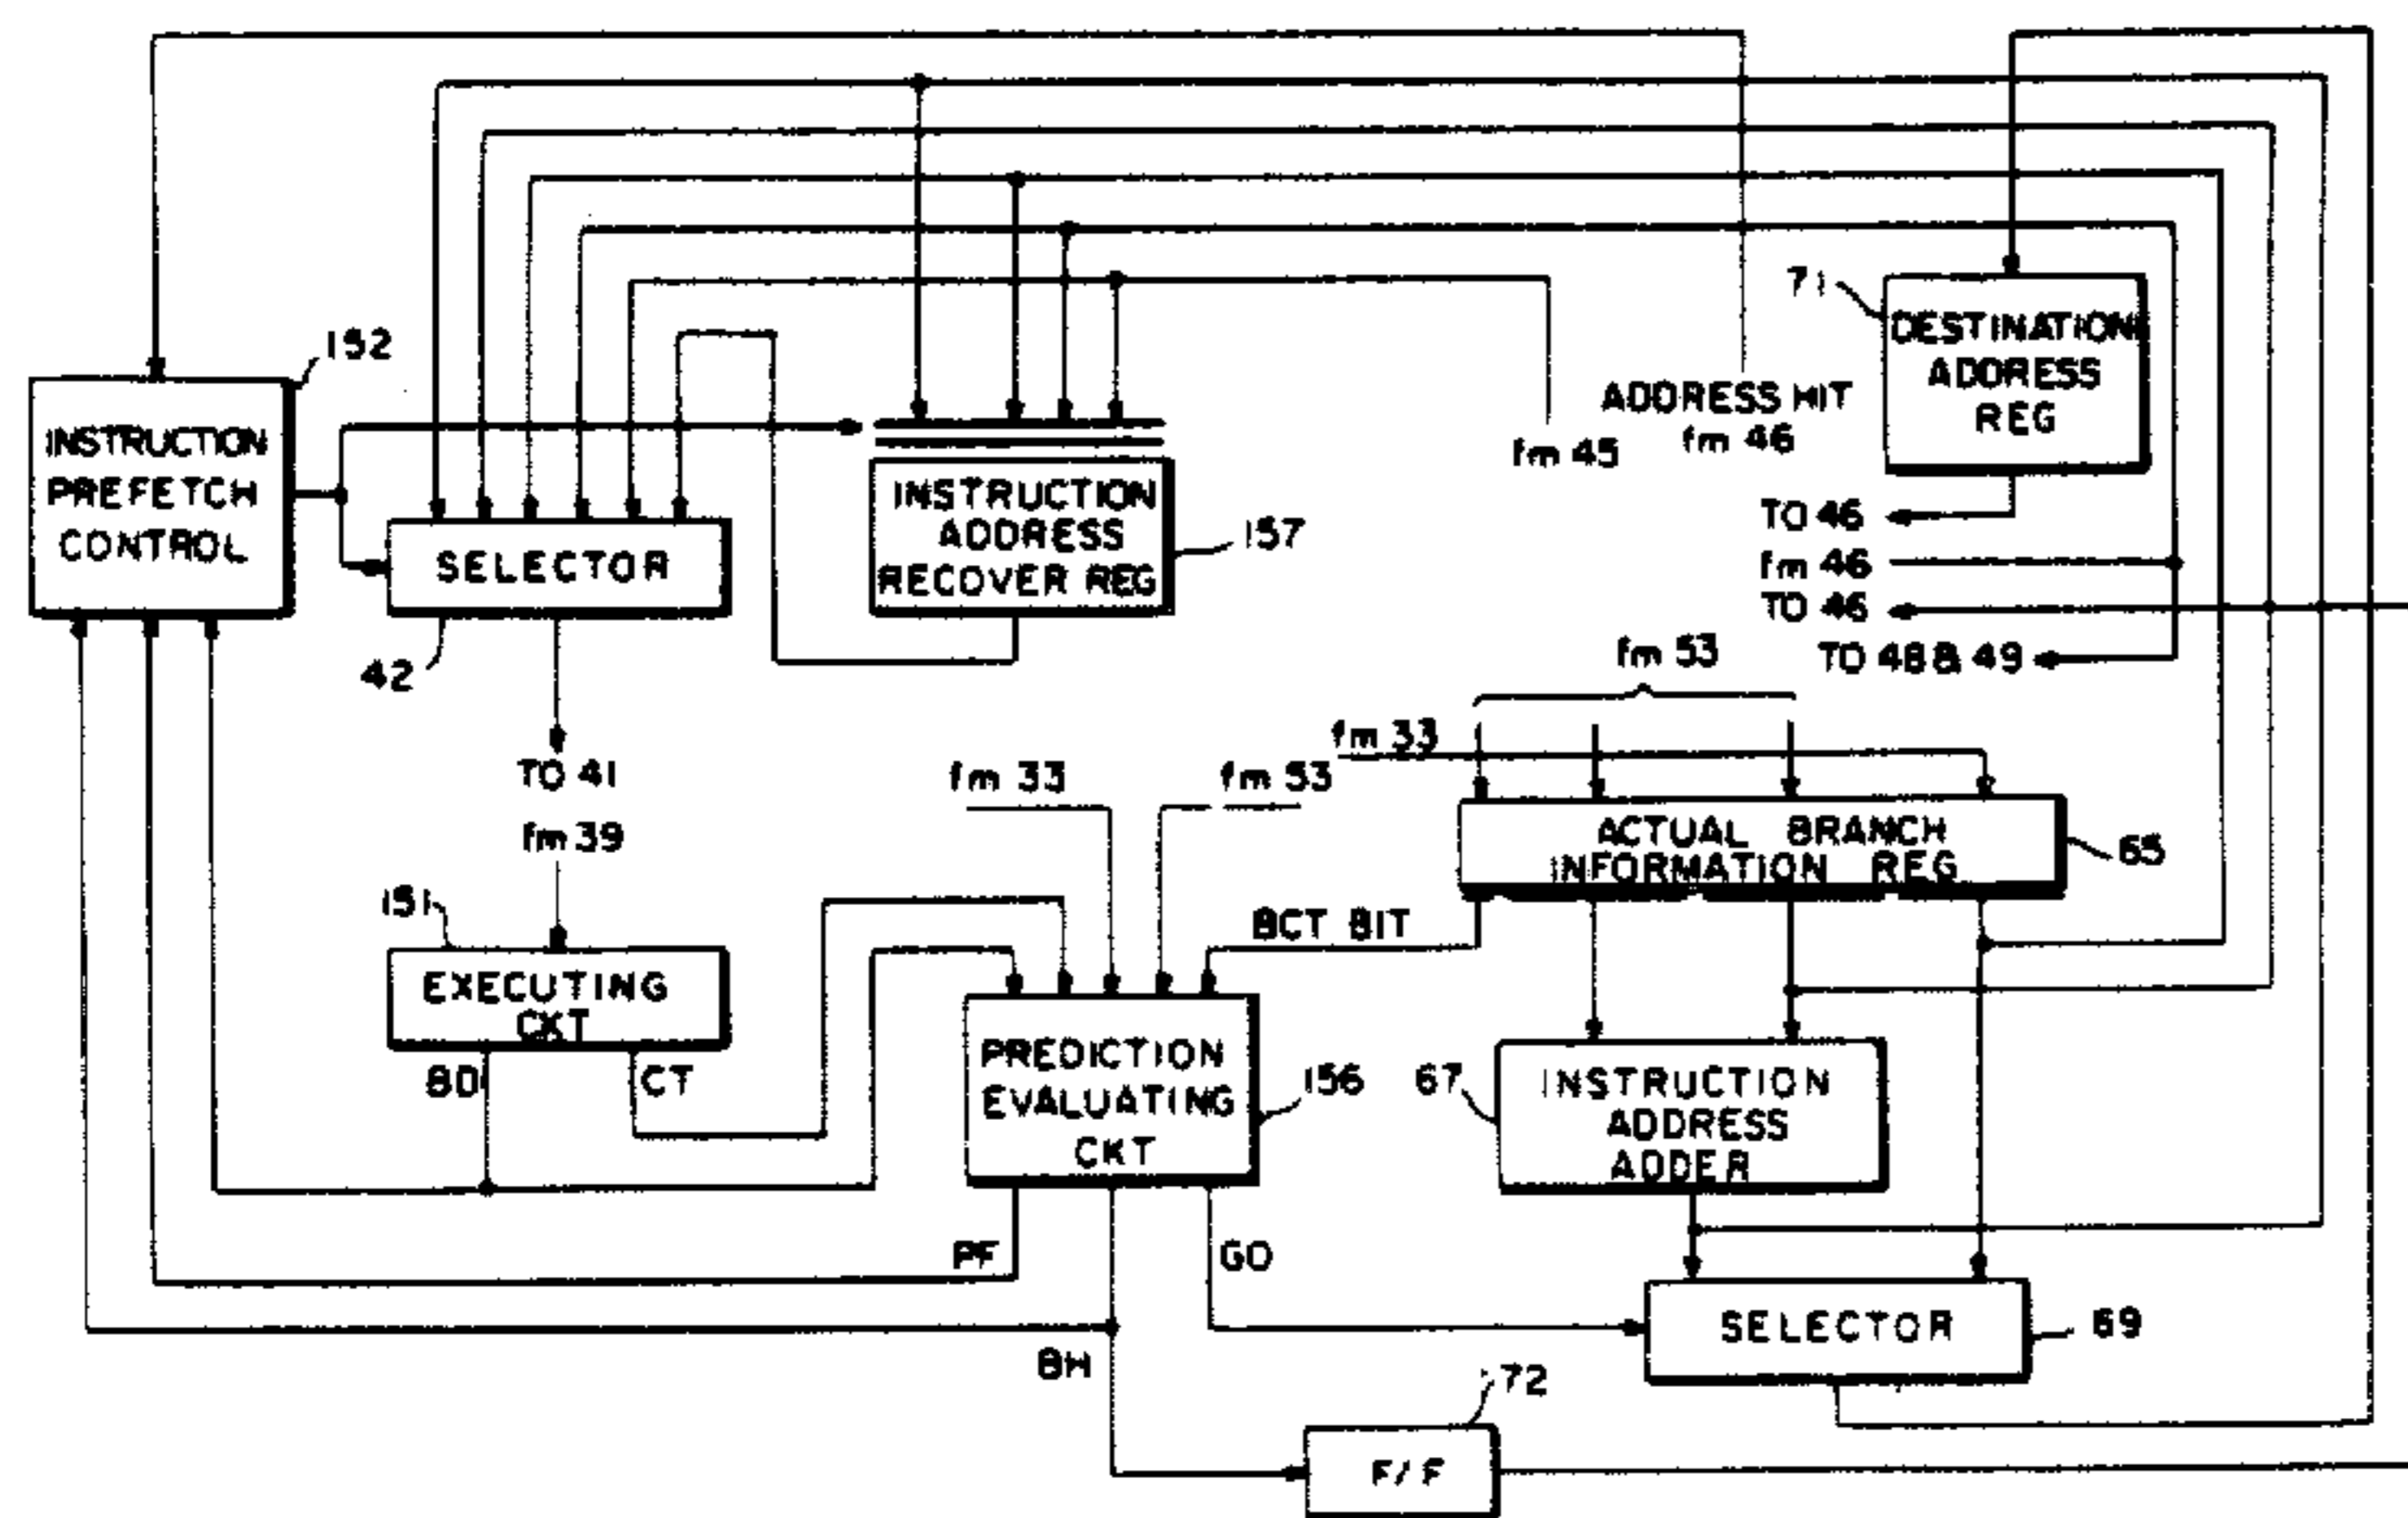 152
INSTRUCTION
PREFETCH
CONTROL
SELECTOR
42
TO 41
INSTRUCTION
ADDRESS
RECOVER REG
157
fm 45
ADDRESS HIT
fm 46
71
DESTINATION
ADDRESS
REG
TO 46
fm 46
TO 46
TO 48 & 49
fm 53
fm 33
fm 33
fm 53
fm 39
ACTUAL BRANCH
INFORMATION REG
65
151
EXECUTING
CKT
BD
CT
BCT BIT
PREDICTION
EVALUATING
CKT
156
67
INSTRUCTION
ADDRESS
ADDER
PF
GO
BH
SELECTOR
69
72
F/F